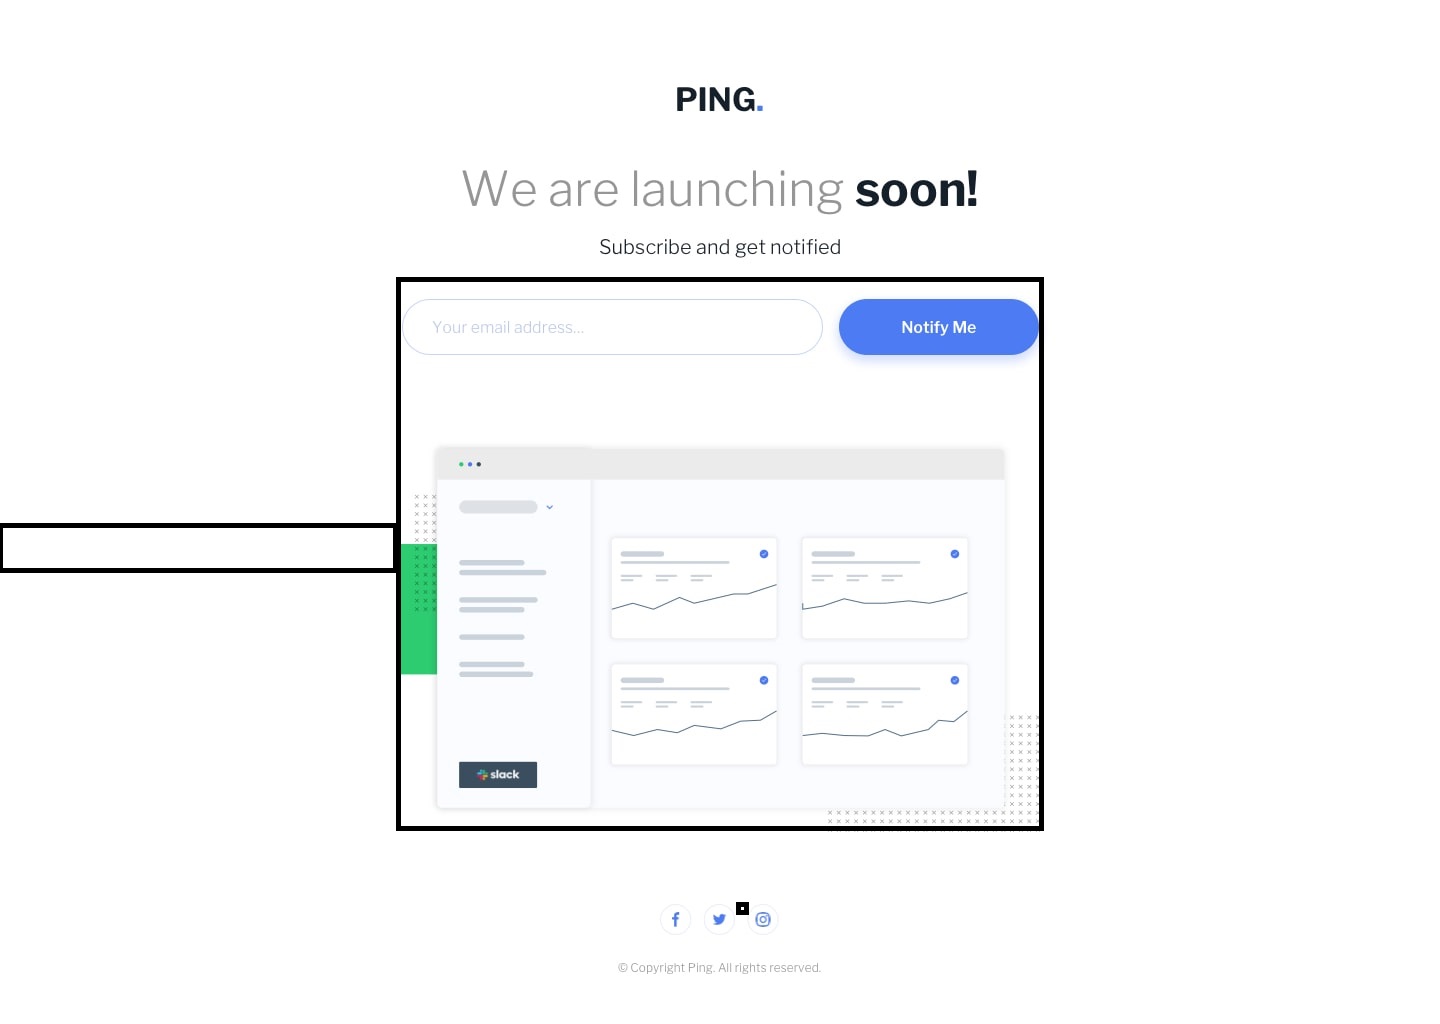 PING.
We are launching soon!
Subscribe and get notified
Your email address...
Notify Me
slack
© Copyright Ping. All rights reserved.